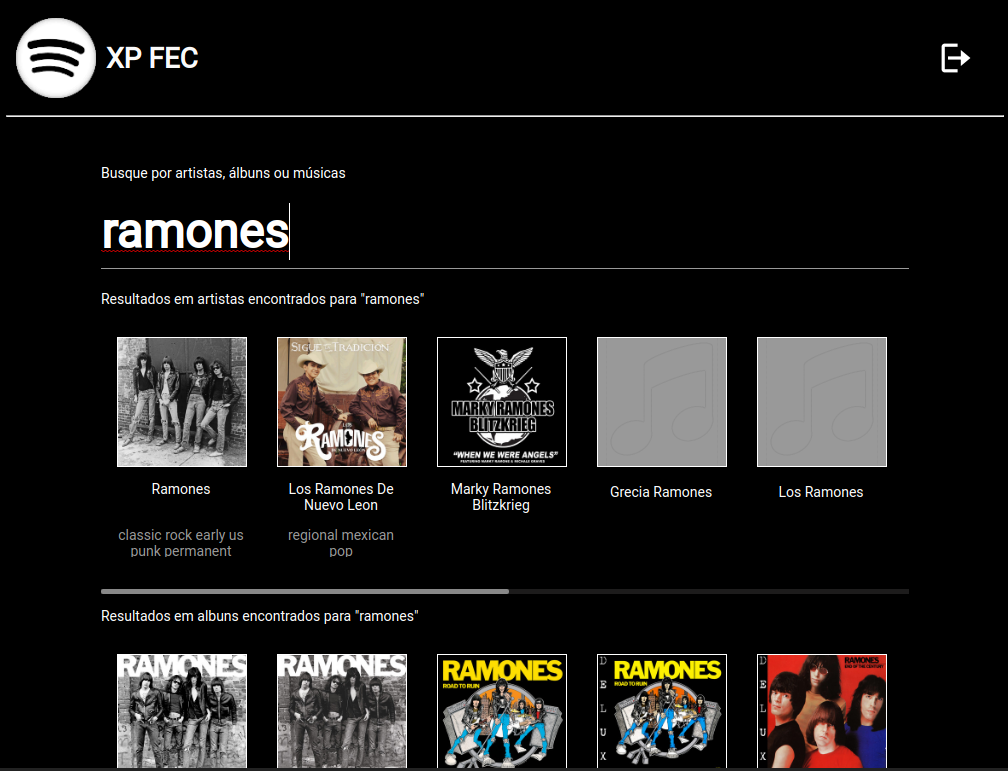 XP FEC
Busque por artistas, álbuns ou músicas
ramones
Resultados em artistas encontrados para "ramones"
SIGUE LA TRADICION
LOS
RAMONES
DE NUEVO LEON
MARKY RAMONES
BLITZKRIEG
"WHEN WE WERE ANGELS"
Ramones
Los Ramones De
Nuevo Leon
Marky Ramones
Blitzkrieg
Grecia Ramones
Los Ramones
classic rock early us
punk permanent
regional mexican
pop
Resultados em albuns encontrados para "ramones"
RAMONES
RAMONES
RAMONES
ROAD TO RUIN
DELUX
RAMONES
ROAD TO RUIN
DELUX
RAMONES
END OF THE CENTURY